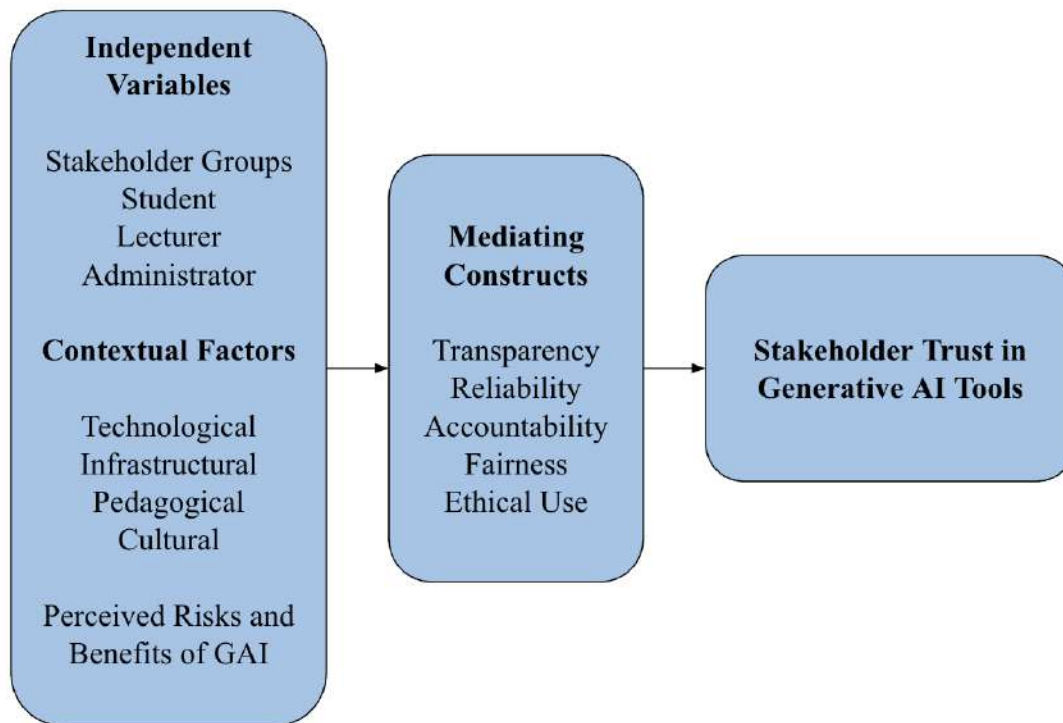 Independent
Variables
Stakeholder Groups
Student
Lecturer
Administrator
Contextual Factors
Technological
Infrastructural
Pedagogical
Cultural
Perceived Risks and
Benefits of GAI
Mediating
Constructs
Transparency
Reliability
Accountability
Fairness
Ethical Use
Stakeholder Trust in
Generative AI Tools